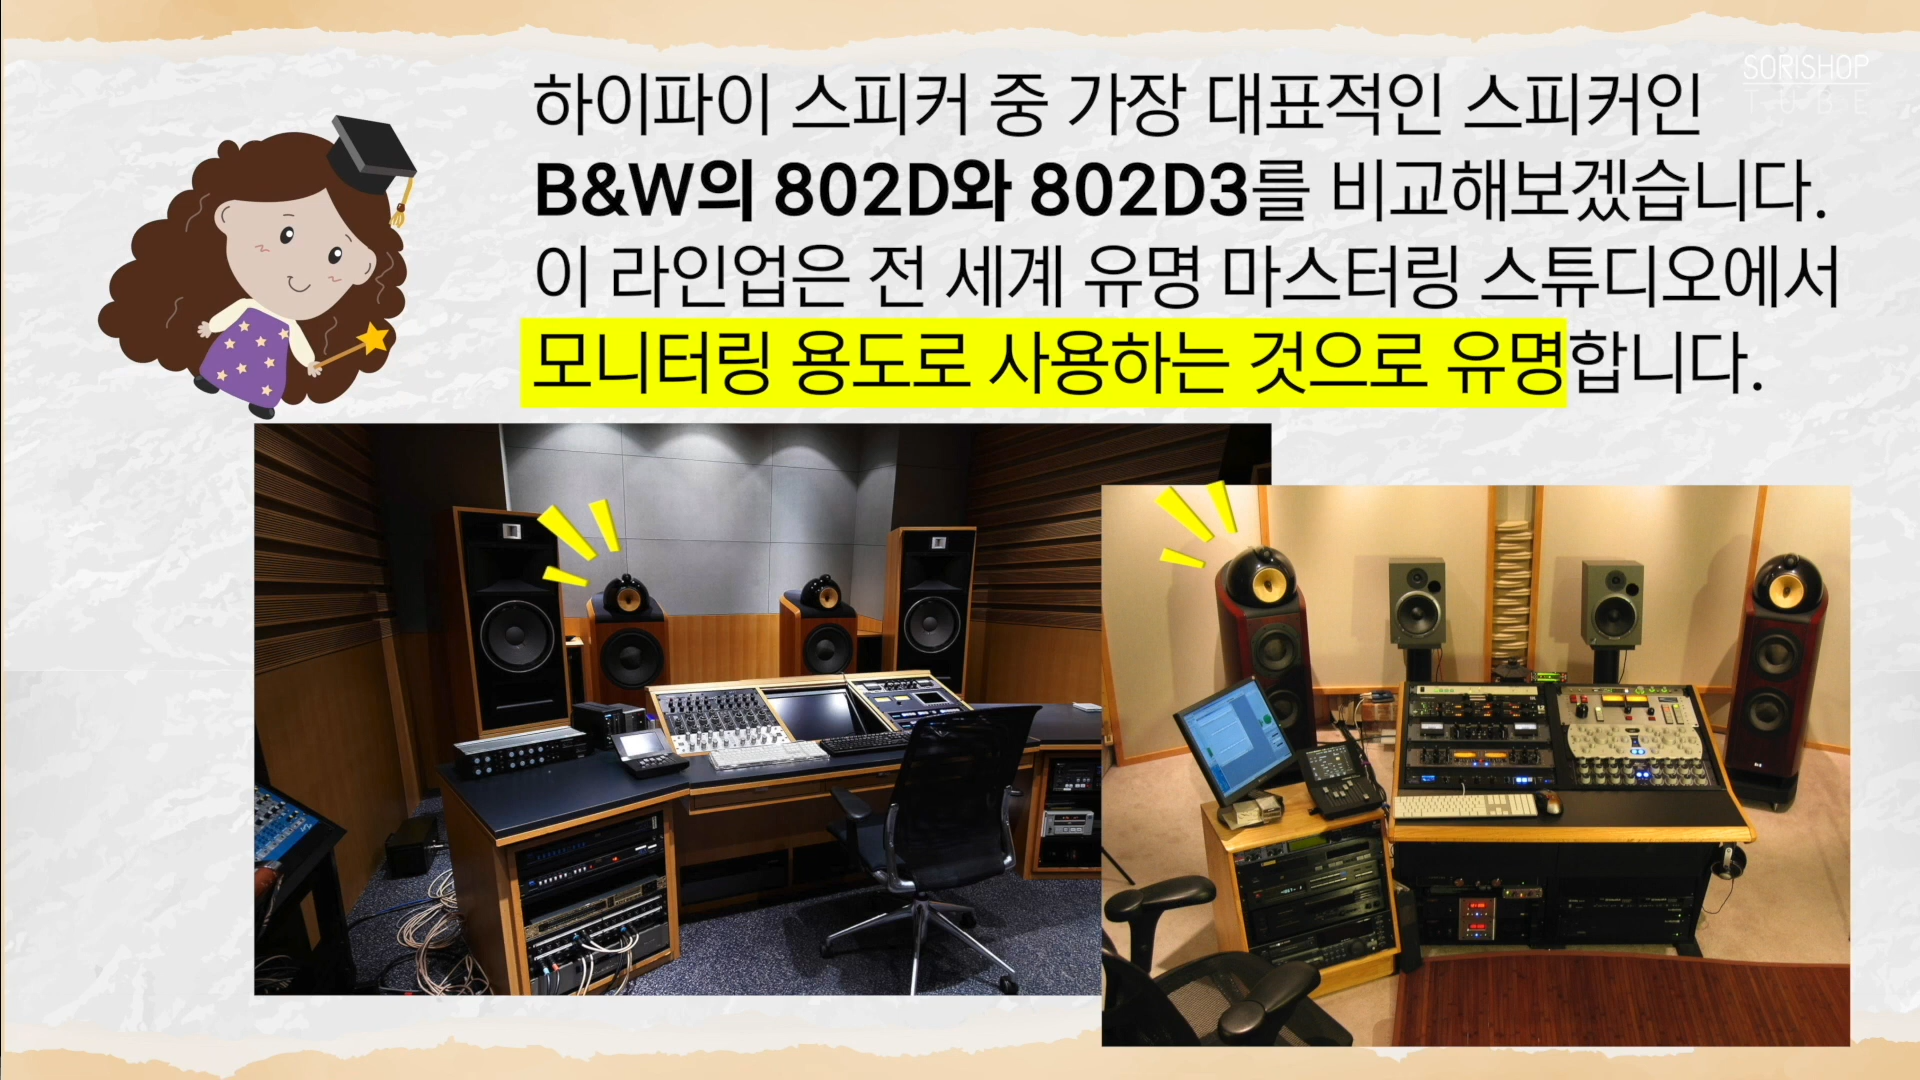 하이파이 스피커 중 가장 대표적인 스피커인
B&W의 802D와 802D3를 비교해보겠습니다.
이 라인업은 전 세계 유명 마스터링 스튜디오에서
모니터링 용도로 사용하는 것으로 유명합니다.
SORISHOP
TUBE